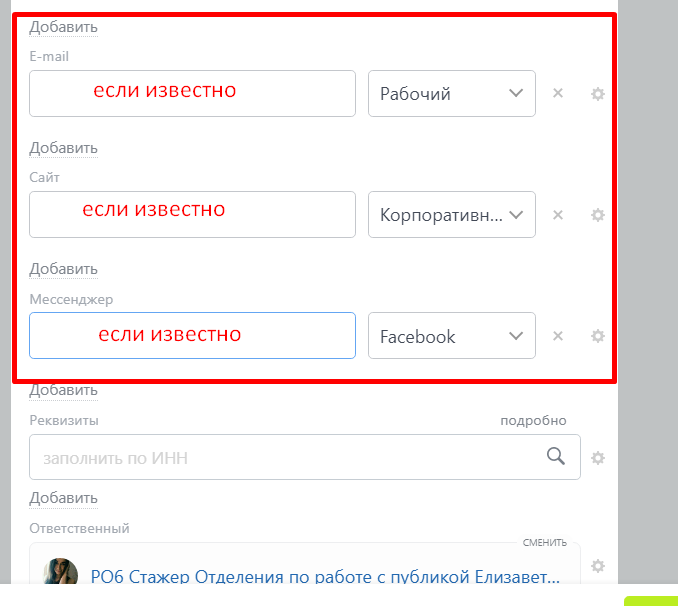 Добавить
E-mail
если известно
Рабочий
Добавить
Сайт
если известно
Корпоративн...
Добавить
Мессенджер
если известно
Facebook
Добавить
Реквизиты
подробно
заполнить по ИНН
Добавить
Ответственный
СМЕНИТЬ
РО6 Стажер Отделения по работе с публикой Елизавет...